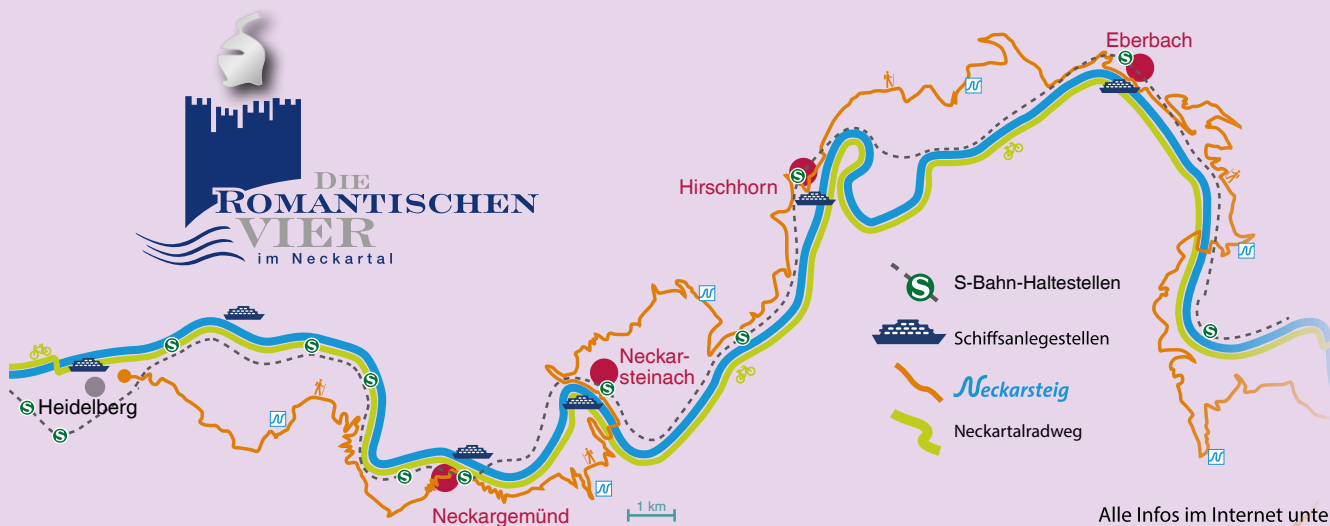 DIE
ROMANTISCHEN
VIER
im Neckartal
Eberbach
Hirschhorn
S
S-Bahn-Haltestellen
Schiffsanlegestellen
Neckarsteig
Neckartalradweg
Neckar-
steinach
Heidelberg
Neckargemünd
1 km
Alle Infos im Internet unte